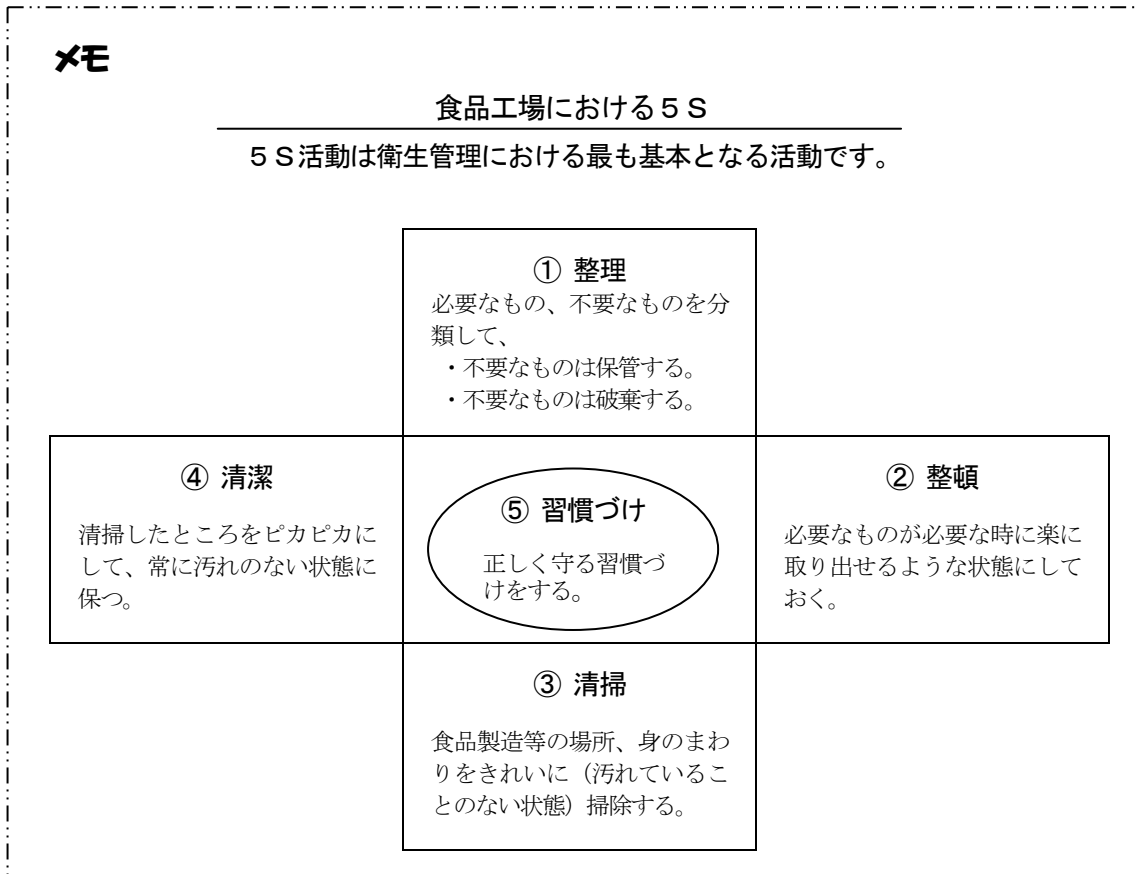 メモ
食品工場における５Ｓ
５Ｓ活動は衛生管理における最も基本となる活動です。
① 整理
必要なもの、不要なものを分
類して、
・不要なものは保管する。
・不要なものは破棄する。
④ 清潔
清掃したところをピカピカに
して、常に汚れのない状態に
保つ。
⑤ 習慣づけ
正しく守る習慣づ
けをする。
② 整頓
必要なものが必要な時に楽に
取り出せるような状態にして
おく。
③ 清掃
食品製造等の場所、身のまわ
りをきれいに（汚れているこ
とのない状態）掃除する。